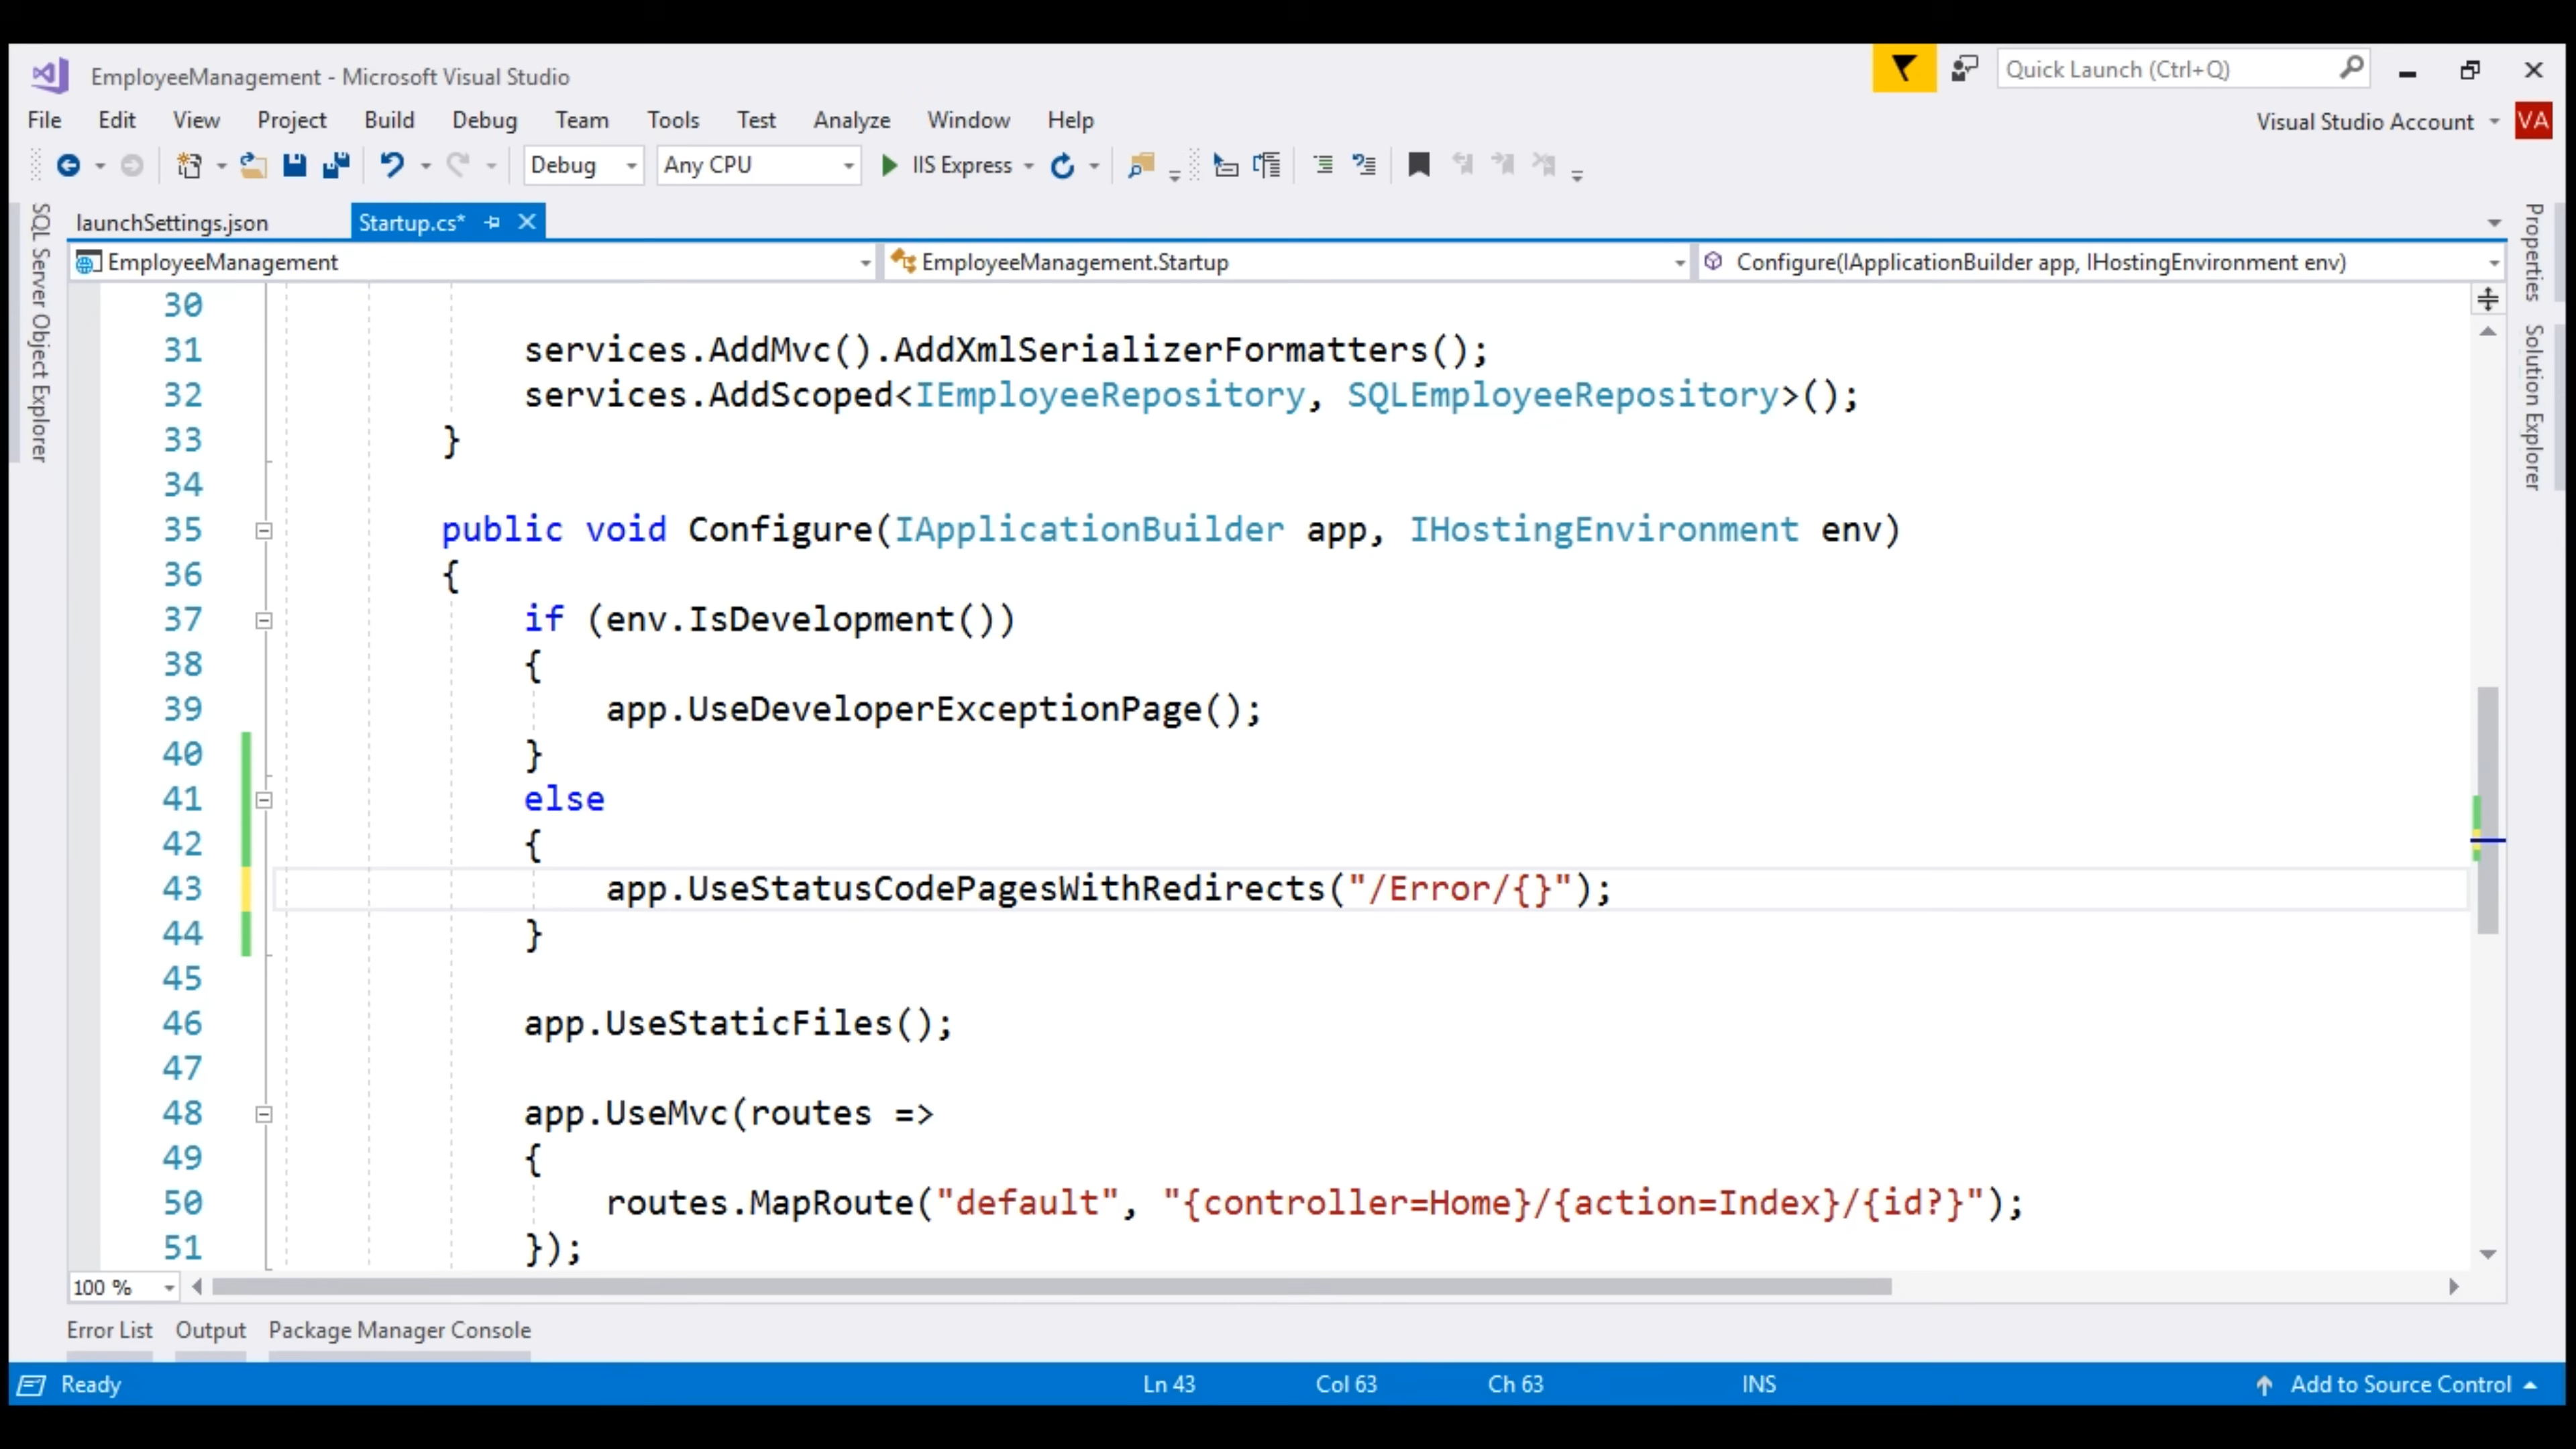 EmployeeManagement - Microsoft Visual Studio
Quick Launch (Ctrl+Q)
File Edit View Project Build Debug Team Tools Test Analyze Window Help
Visual Studio Account VA
Debug Any CPU IIS Express
SQL Server Object Explorer
launchSettings.json Startup.cs*
Properties
Solution Explorer
EmployeeManagement EmployeeManagement.Startup Configure(IApplicationBuilder app, IHostingEnvironment env)
30
31 services.AddMvc().AddXmlSerializerFormatters();
32 services.AddScoped<IEmployeeRepository, SQLEmployeeRepository>();
33 }
34
35 public void Configure(IApplicationBuilder app, IHostingEnvironment env)
36 {
37 if (env.IsDevelopment())
38 {
39 app.UseDeveloperExceptionPage();
40 }
41 else
42 {
43 app.UseStatusCodePagesWithRedirects("/Error/{}");
44 }
45
46 app.UseStaticFiles();
47
48 app.UseMvc(routes =>
49 {
50 routes.MapRoute("default", "{controller=Home}/{action=Index}/{id?}");
51 });
100 %
Error List Output Package Manager Console
Ready Ln 43 Col 63 Ch 63 INS Add to Source Control